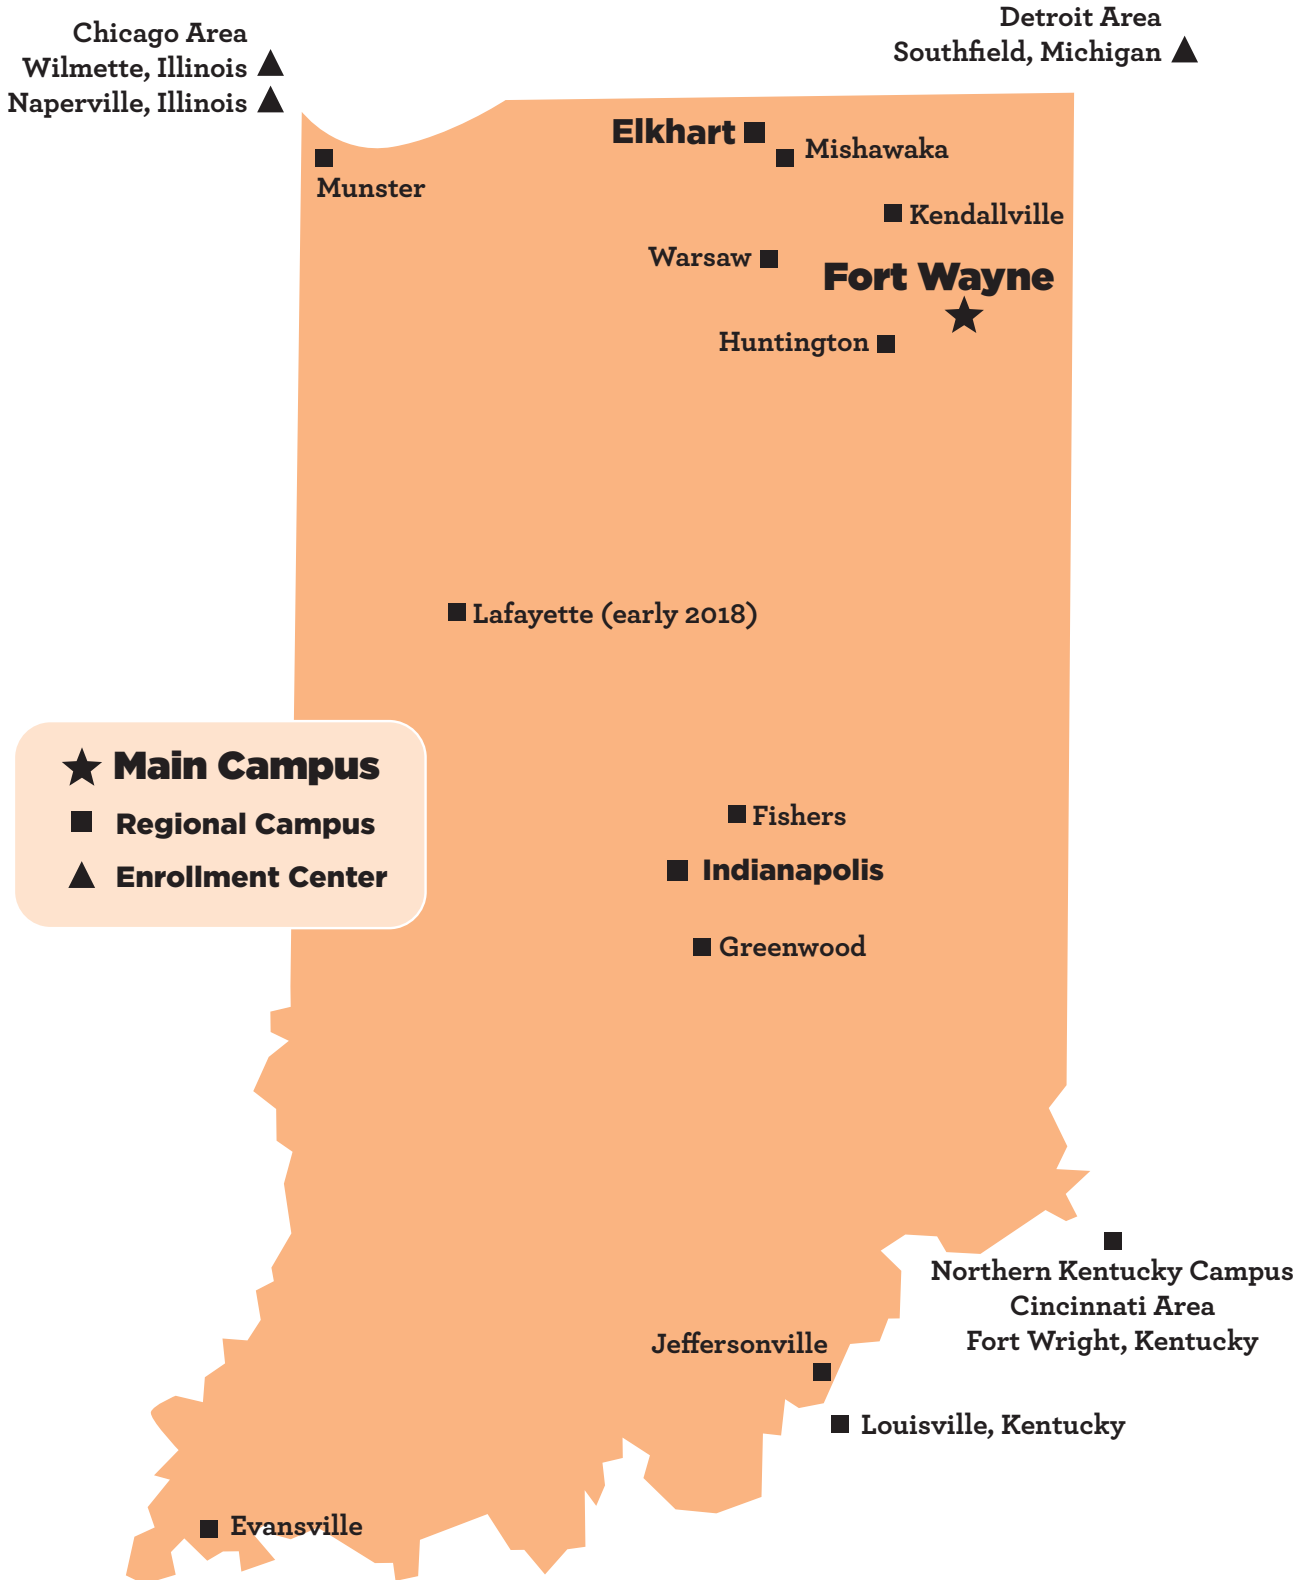 Chicago Area
Wilmette, Illinois
Naperville, Illinois
Detroit Area
Southfield, Michigan
Elkhart
Mishawaka
Munster
Kendallville
Warsaw
Fort Wayne
Huntington
Lafayette (early 2018)
Main Campus
Regional Campus
Enrollment Center
Fishers
Indianapolis
Greenwood
Northern Kentucky Campus
Cincinnati Area
Fort Wright, Kentucky
Jeffersonville
Louisville, Kentucky
Evansville